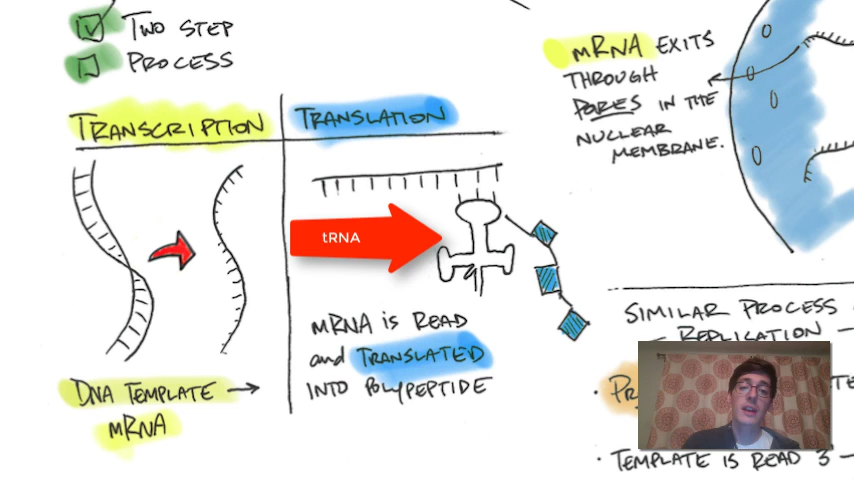 TWO STEP
PROCESS
TRANSCRIPTION
TRANSLATION
tRNA
mRNA IS READ
and TRANSLATED
INTO POLYPEPTIDE
DNA TEMPLATE →
mRNA
mRNA EXITS
THROUGH
PORES IN THE
NUCLEAR
MEMBRANE.
SIMILAR PROCESS
REPLICATION —
· TEMPLATE IS READ 3'